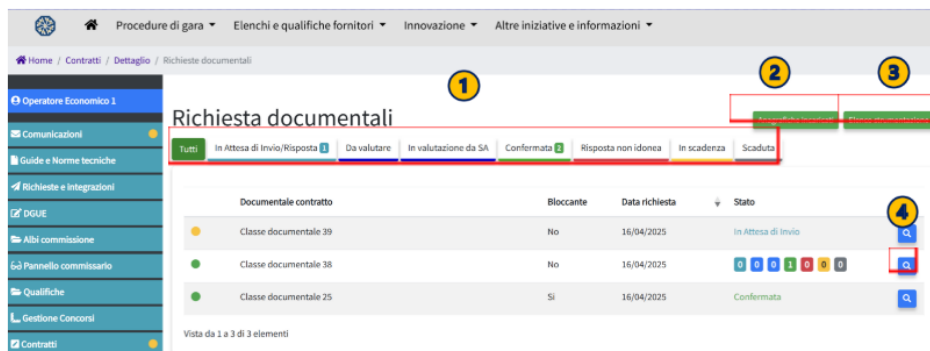 Procedure di gara Elenchi e qualifiche fornitori Innovazione Altre iniziative e informazioni
Home / Contratti / Dettaglio / Richieste documentali
1
2
3
Operatore Economico 1
Richiesta documentali
Comunicazioni
Tutti In Attesa di Invio/Risposta 1 Da valutare In valutazione da SA Confermata 2 Risposta non idonea In scadenza Scaduta
Guide e Norme tecniche
Richieste e integrazioni
Documentale contratto Bloccante Data richiesta Stato
DGUE
4
Classe documentale 39 No 16/04/2025 In Attesa di Invio
Albi commissione
Pannello commissario
Classe documentale 38 No 16/04/2025 0 0 0 1 0 0 0
Qualifiche
Classe documentale 25 Si 16/04/2025 Confermata
Gestione Concorsi
Vista da 1 a 3 di 3 elementi
Contratti